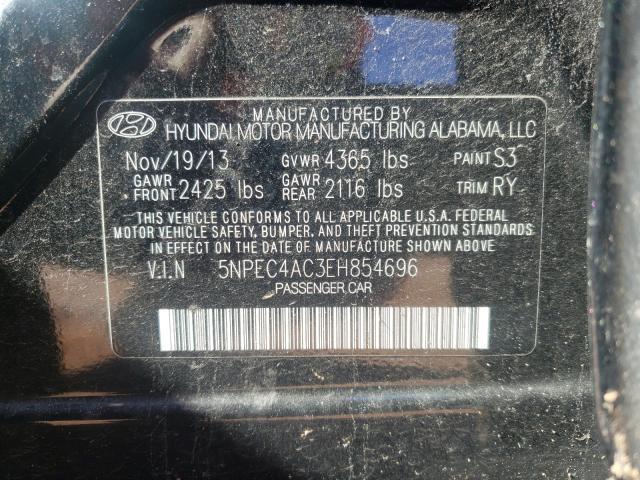 MANUFACTURED BY
HYUNDAI MOTOR MANUFACTURING ALABAMA, LLC
Nov/19/13 GVWR 4365 lbs PAINT S3
GAWR FRONT 2425 lbs GAWR REAR 2116 lbs TRIM RY
THIS VEHICLE CONFORMS TO ALL APPLICABLE U.S.A. FEDERAL
MOTOR VEHICLE SAFETY, BUMPER, AND THEFT PREVENTION STANDARDS
IN EFFECT ON THE DATE OF MANUFACTURE SHOWN ABOVE
V.I.N 5NPEC4AC3EH854696
PASSENGER CAR